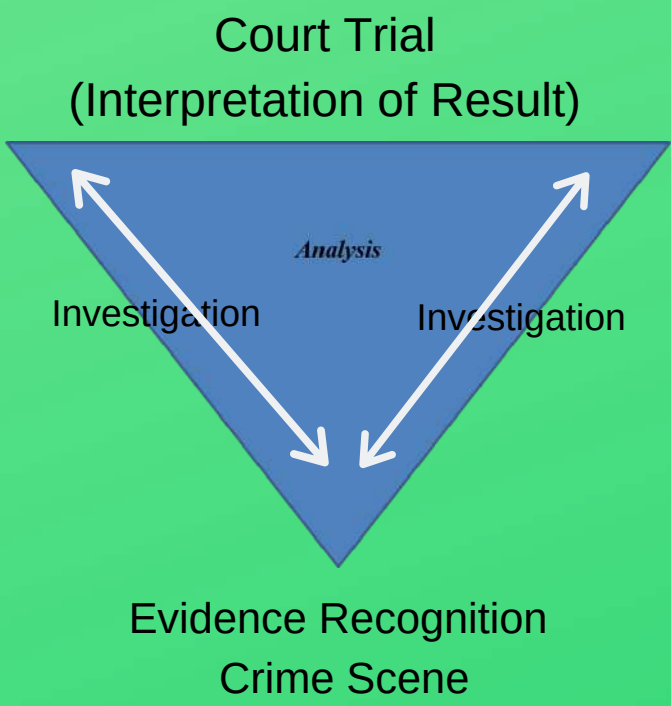 Court Trial
(Interpretation of Result)
Analysis
Investigation
Investigation
Evidence Recognition
Crime Scene